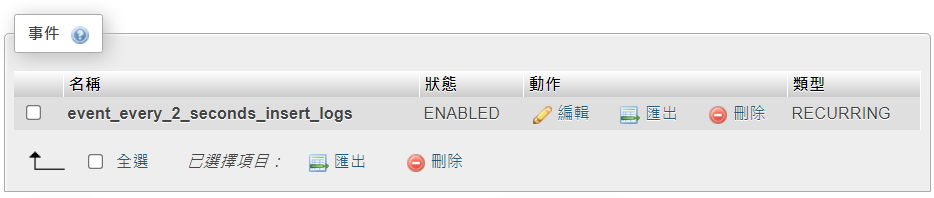 事件
名稱 狀態 動作 類型
event_every_2_seconds_insert_logs ENABLED 編輯 匯出 刪除 RECURRING
全選 已選擇項目： 匯出 刪除